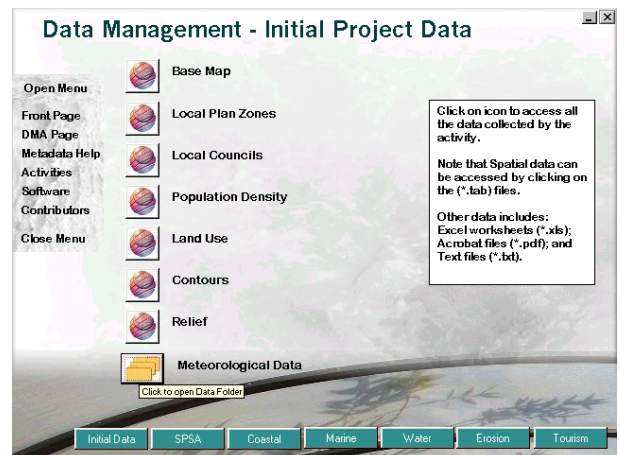 Data Management - Initial Project Data
Open Menu
Front Page
DMA Page
Metadata Help
Activities
Software
Contributors
Close Menu
Base Map
Local Plan Zones
Local Councils
Population Density
Land Use
Contours
Relief
Meteorological Data
Click to open Data Folder
Click on icon to access all
the data collected by the
activity.
Note that Spatial data can
be accessed by clicking on
the (*.tab) files.
Other data includes:
Excel worksheets (*.xls);
Acrobat files (*.pdf); and
Text files (*.txt).
Initial Data
SPSA
Coastal
Marine
Water
Erosion
Tourism